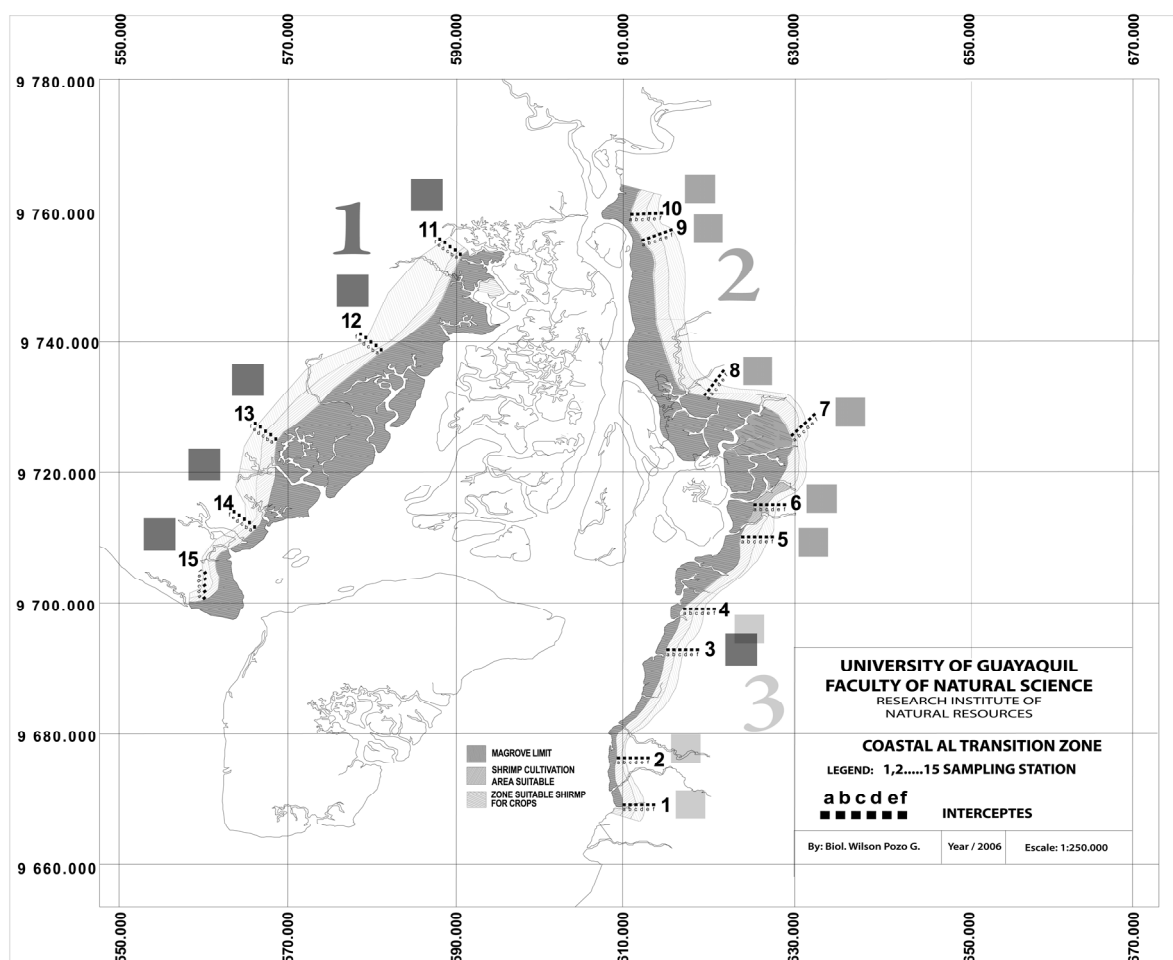 550.000
570.000
590.000
610.000
630.000
650.000
670.000
9 780.000
9 760.000
9 740.000
9 720.000
9 700.000
9 680.000
9 660.000
1
11
12
13
14
15
10
9
2
8
7
6
5
4
3
3
2
1
a b c d e f
MAGROVE LIMIT
SHRIMP CULTIVATION
AREA SUITABLE
ZONE SUITABLE SHIRMP
FOR CROPS
UNIVERSITY OF GUAYAQUIL
FACULTY OF NATURAL SCIENCE
RESEARCH INSTITUTE OF
NATURAL RESOURCES
COASTAL AL TRANSITION ZONE
LEGEND: 1,2.....15 SAMPLING STATION
a b c d e f
INTERCEPTES
By: Biol. Wilson Pozo G.
Year / 2006
Escale: 1:250.000
550.000
570.000
590.000
610.000
630.000
650.000
670.000